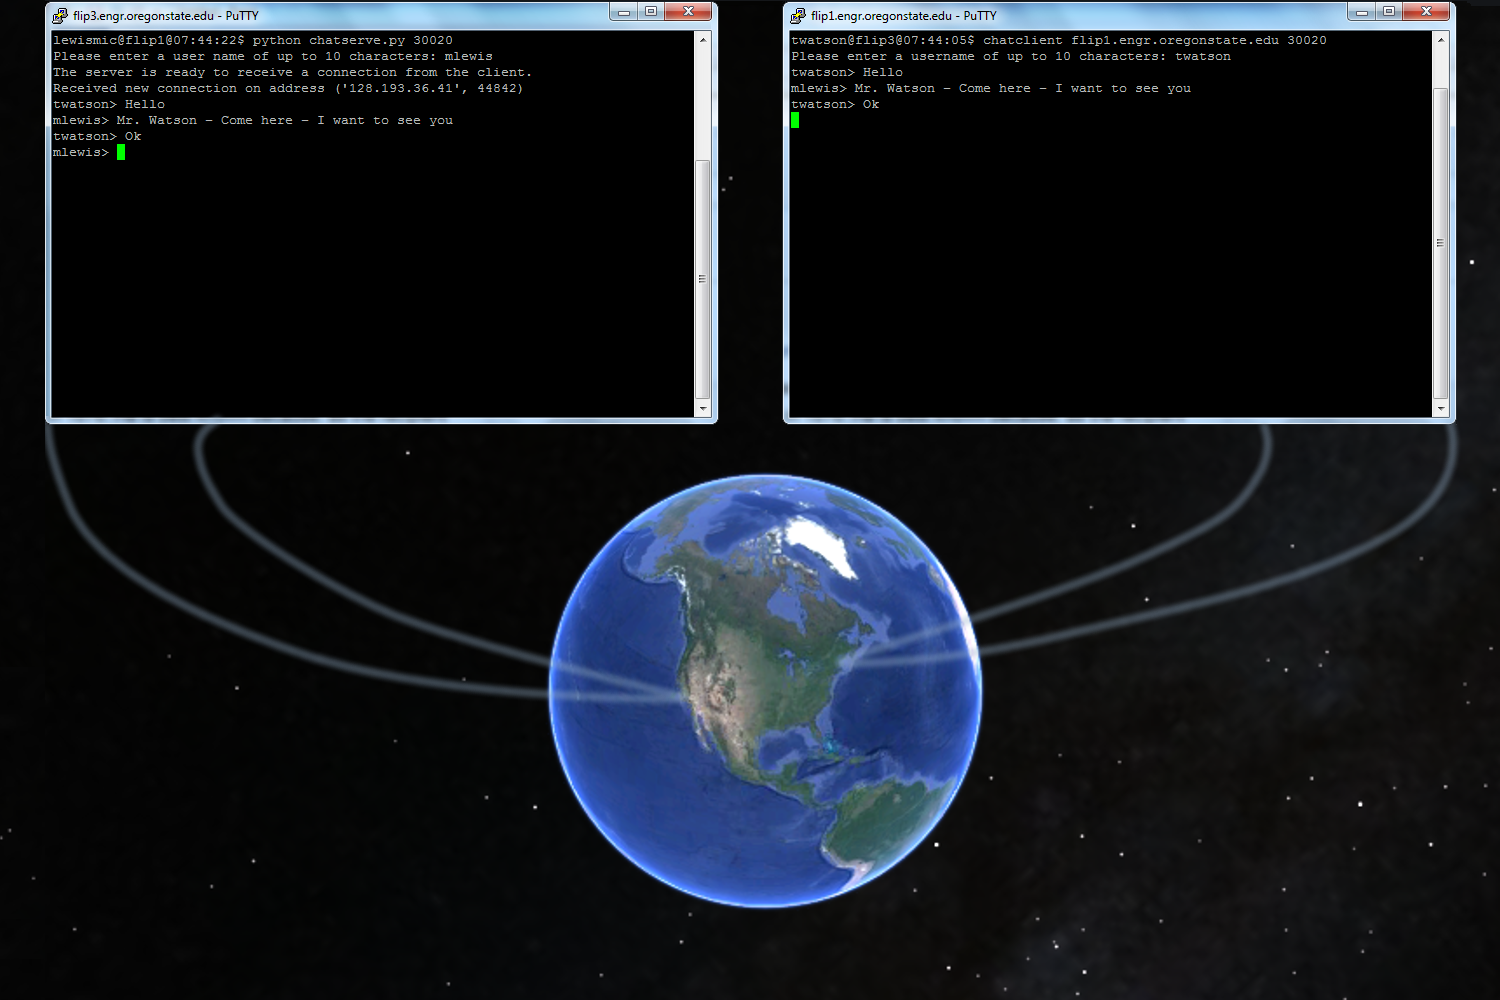 flip3.engr.oregonstate.edu - PuTTY
lewismic@flip1@07:44:22$ python chatserve.py 30020
Please enter a user name of up to 10 characters: mlewis
The server is ready to receive a connection from the client.
Received new connection on address ('128.193.36.41', 44842)
twatson> Hello
mlewis> Mr. Watson - Come here - I want to see you
twatson> Ok
mlewis>
flip1.engr.oregonstate.edu - PuTTY
twatson@flip3@07:44:05$ chatclient flip1.engr.oregonstate.edu 30020
Please enter a username of up to 10 characters: twatson
twatson> Hello
mlewis> Mr. Watson - Come here - I want to see you
twatson> Ok